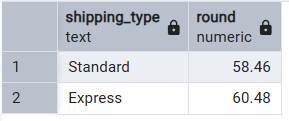 shipping_type round
text numeric
1 Standard 58.46
2 Express 60.48